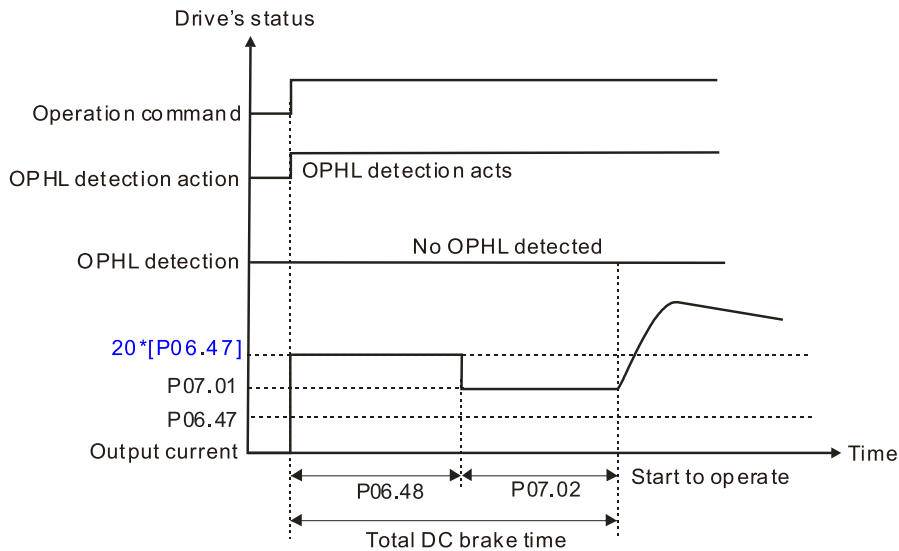 Drive's status
Operation command
OPHL detection action
OPHL detection acts
No OPHL detected
OPHL detection
20*[P06.47]
P07.01
P06.47
Output current
Time
P06.48
P07.02
Start to operate
Total DC brake time